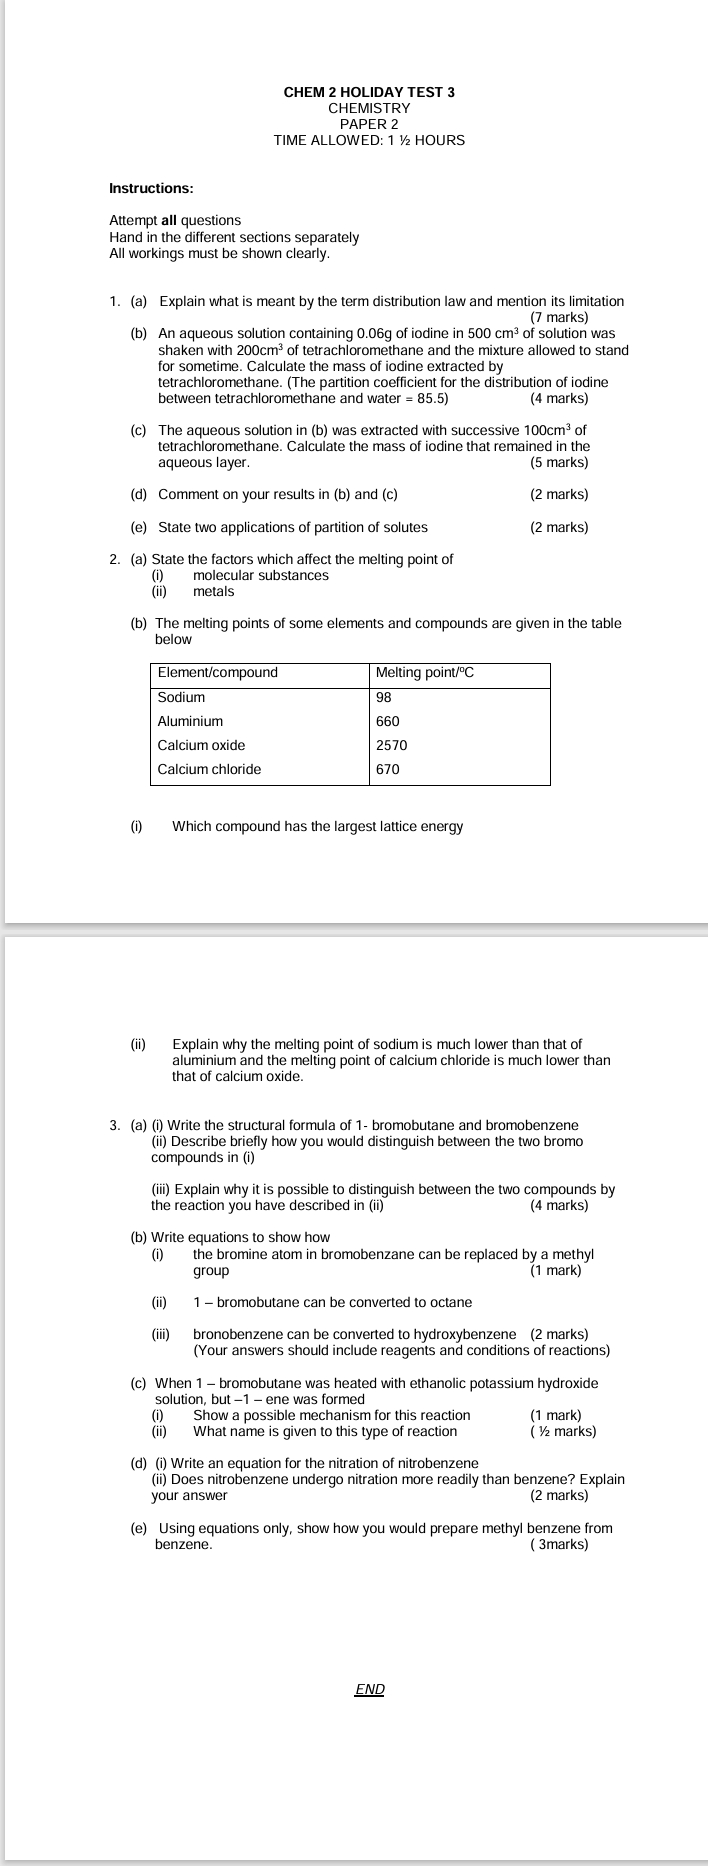 CHEM 2 HOLIDAY TEST 3
CHEMISTRY
PAPER 2
TIME ALLOWED: 1 ½ HOURS
Instructions:
Attempt all questions
Hand in the different sections separately
All workings must be shown clearly.
1. (a) Explain what is meant by the term distribution law and mention its limitation
(7 marks)
(b) An aqueous solution containing 0.06g of iodine in 500 cm³ of solution was
shaken with 200cm³ of tetrachloromethane and the mixture allowed to stand
for sometime. Calculate the mass of iodine extracted by
tetrachloromethane. (The partition coefficient for the distribution of iodine
between tetrachloromethane and water = 85.5) (4 marks)
(c) The aqueous solution in (b) was extracted with successive 100cm³ of
tetrachloromethane. Calculate the mass of iodine that remained in the
aqueous layer. (5 marks)
(d) Comment on your results in (b) and (c) (2 marks)
(e) State two applications of partition of solutes (2 marks)
2. (a) State the factors which affect the melting point of
(i) molecular substances
(ii) metals
(b) The melting points of some elements and compounds are given in the table
below
Element/compound Melting point/ºC
Sodium 98
Aluminium 660
Calcium oxide 2570
Calcium chloride 670
(i) Which compound has the largest lattice energy
(ii) Explain why the melting point of sodium is much lower than that of
aluminium and the melting point of calcium chloride is much lower than
that of calcium oxide.
3. (a) (i) Write the structural formula of 1- bromobutane and bromobenzene
(ii) Describe briefly how you would distinguish between the two bromo
compounds in (i)
(iii) Explain why it is possible to distinguish between the two compounds by
the reaction you have described in (ii) (4 marks)
(b) Write equations to show how
(i) the bromine atom in bromobenzane can be replaced by a methyl
group (1 mark)
(ii) 1 – bromobutane can be converted to octane
(iii) bronobenzene can be converted to hydroxybenzene (2 marks)
(Your answers should include reagents and conditions of reactions)
(c) When 1 – bromobutane was heated with ethanolic potassium hydroxide
solution, but –1 – ene was formed
(i) Show a possible mechanism for this reaction (1 mark)
(ii) What name is given to this type of reaction ( ½ marks)
(d) (i) Write an equation for the nitration of nitrobenzene
(ii) Does nitrobenzene undergo nitration more readily than benzene? Explain
your answer (2 marks)
(e) Using equations only, show how you would prepare methyl benzene from
benzene. ( 3marks)
END